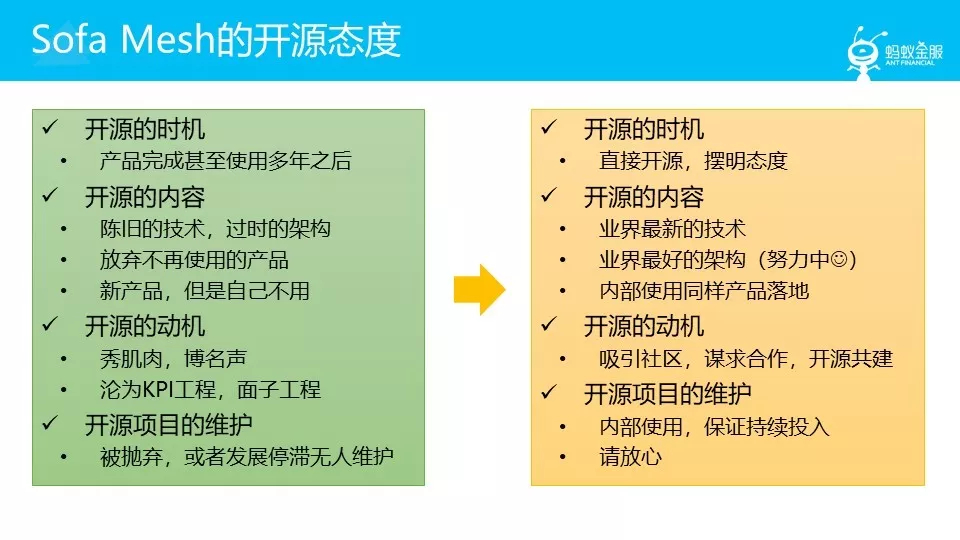 Sofa Mesh的开源态度
蚂蚁金服
ANT FINANCIAL
✓ 开源的时机
• 产品完成甚至使用多年之后
✓ 开源的内容
• 陈旧的技术，过时的架构
• 放弃不再使用的产品
• 新产品，但是自己不用
✓ 开源的动机
• 秀肌肉，博名声
• 沦为KPI工程，面子工程
✓ 开源项目的维护
• 被抛弃，或者发展停滞无人维护
✓ 开源的时机
• 直接开源，摆明态度
✓ 开源的内容
• 业界最新的技术
• 业界最好的架构（努力中☺）
• 内部使用同样产品落地
✓ 开源的动机
• 吸引社区，谋求合作，开源共建
✓ 开源项目的维护
• 内部使用，保证持续投入
• 请放心